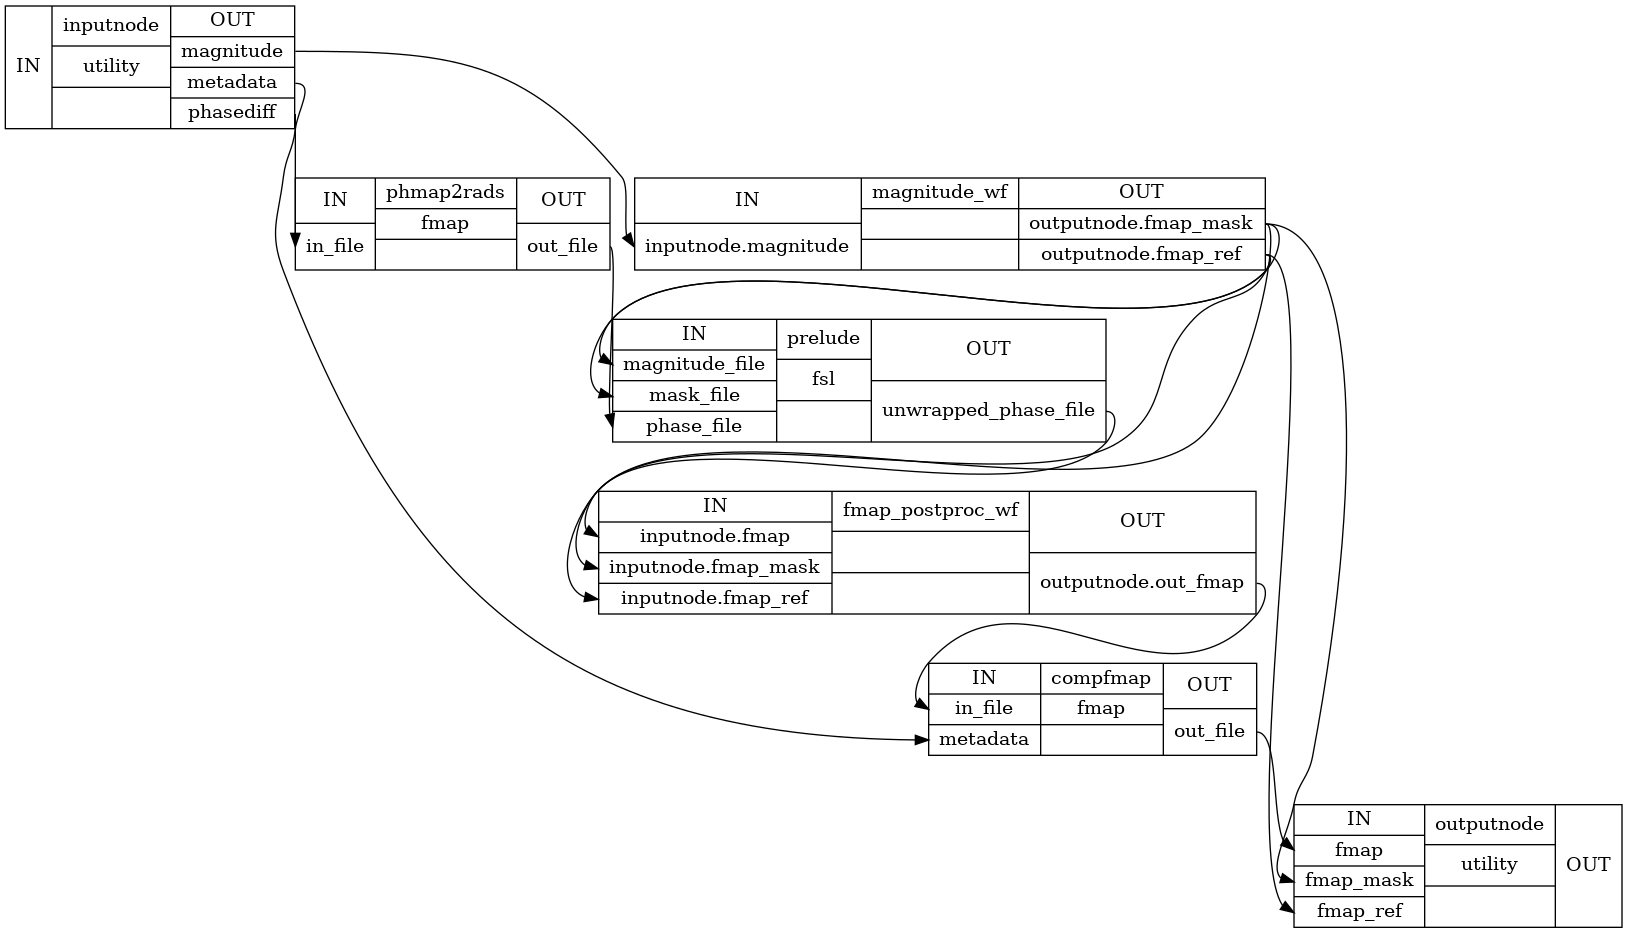 IN
inputnode
utility
OUT
magnitude
metadata
phasediff
IN
in_file
phmap2rads
fmap
OUT
out_file
IN
inputnode.magnitude
magnitude_wf
OUT
outputnode.fmap_mask
outputnode.fmap_ref
IN
magnitude_file
mask_file
phase_file
prelude
fsl
OUT
unwrapped_phase_file
IN
inputnode.fmap
inputnode.fmap_mask
inputnode.fmap_ref
fmap_postproc_wf
OUT
outputnode.out_fmap
IN
in_file
metadata
compfmap
fmap
OUT
out_file
IN
fmap
fmap_mask
fmap_ref
outputnode
utility
OUT